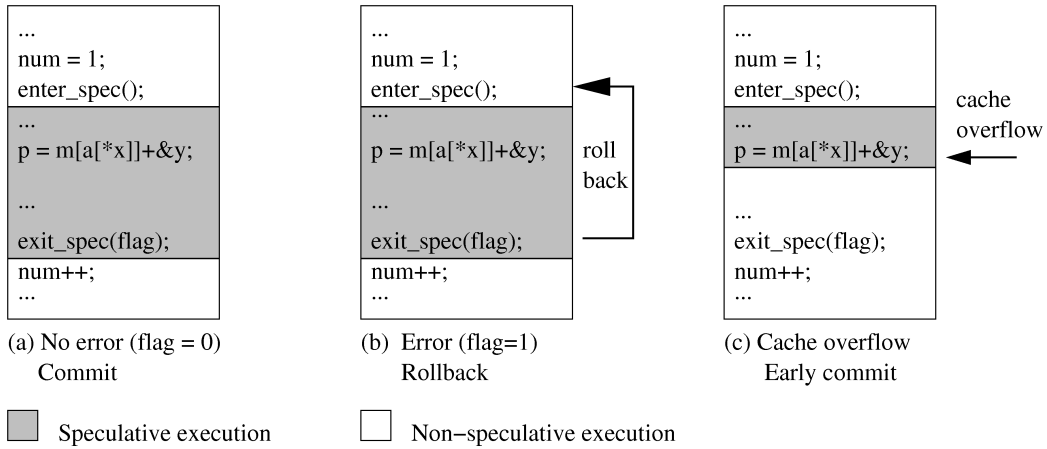 ...
num = 1;
enter_spec();
...
p = m[a[*x]]+&y;
...
exit_spec(flag);
num++;
...
(a) No error (flag = 0)
Commit
...
num = 1;
enter_spec();
...
p = m[a[*x]]+&y;
...
exit_spec(flag);
num++;
...
roll
back
(b) Error (flag=1)
Rollback
...
num = 1;
enter_spec();
...
p = m[a[*x]]+&y;
...
exit_spec(flag);
num++;
...
cache
overflow
(c) Cache overflow
Early commit
Speculative execution
Non−speculative execution